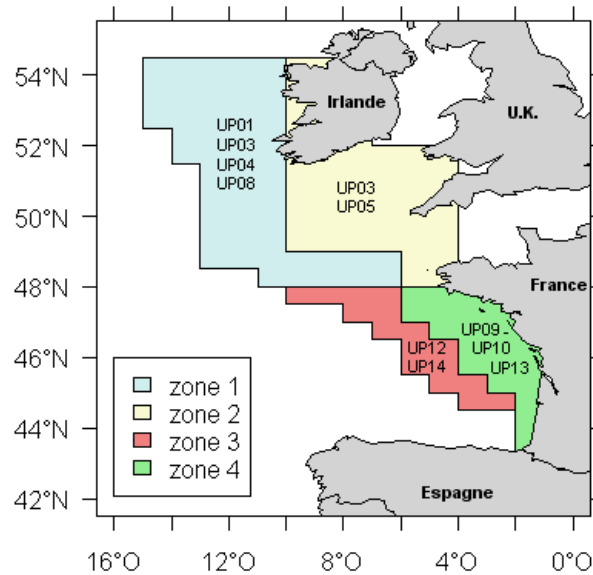 54°N
52°N
50°N
48°N
46°N
44°N
42°N
Irlande
U.K.
UP01
UP03
UP04
UP08
UP03
UP05
France
UP09
UP10
UP13
UP12
UP14
zone 1
zone 2
zone 3
zone 4
Espagne
16°O
12°O
8°O
4°O
0°O